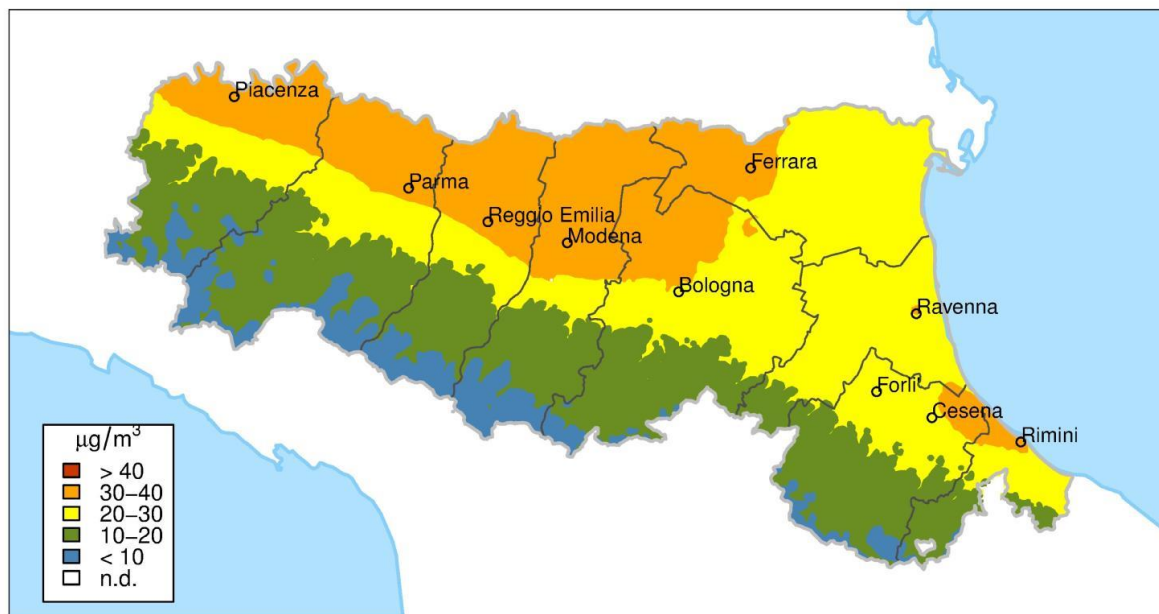 Piacenza
Parma
Reggio Emilia
Modena
Ferrara
Bologna
Ravenna
Forlì
Cesena
Rimini
μg/m³
> 40
30–40
20–30
10–20
< 10
n.d.